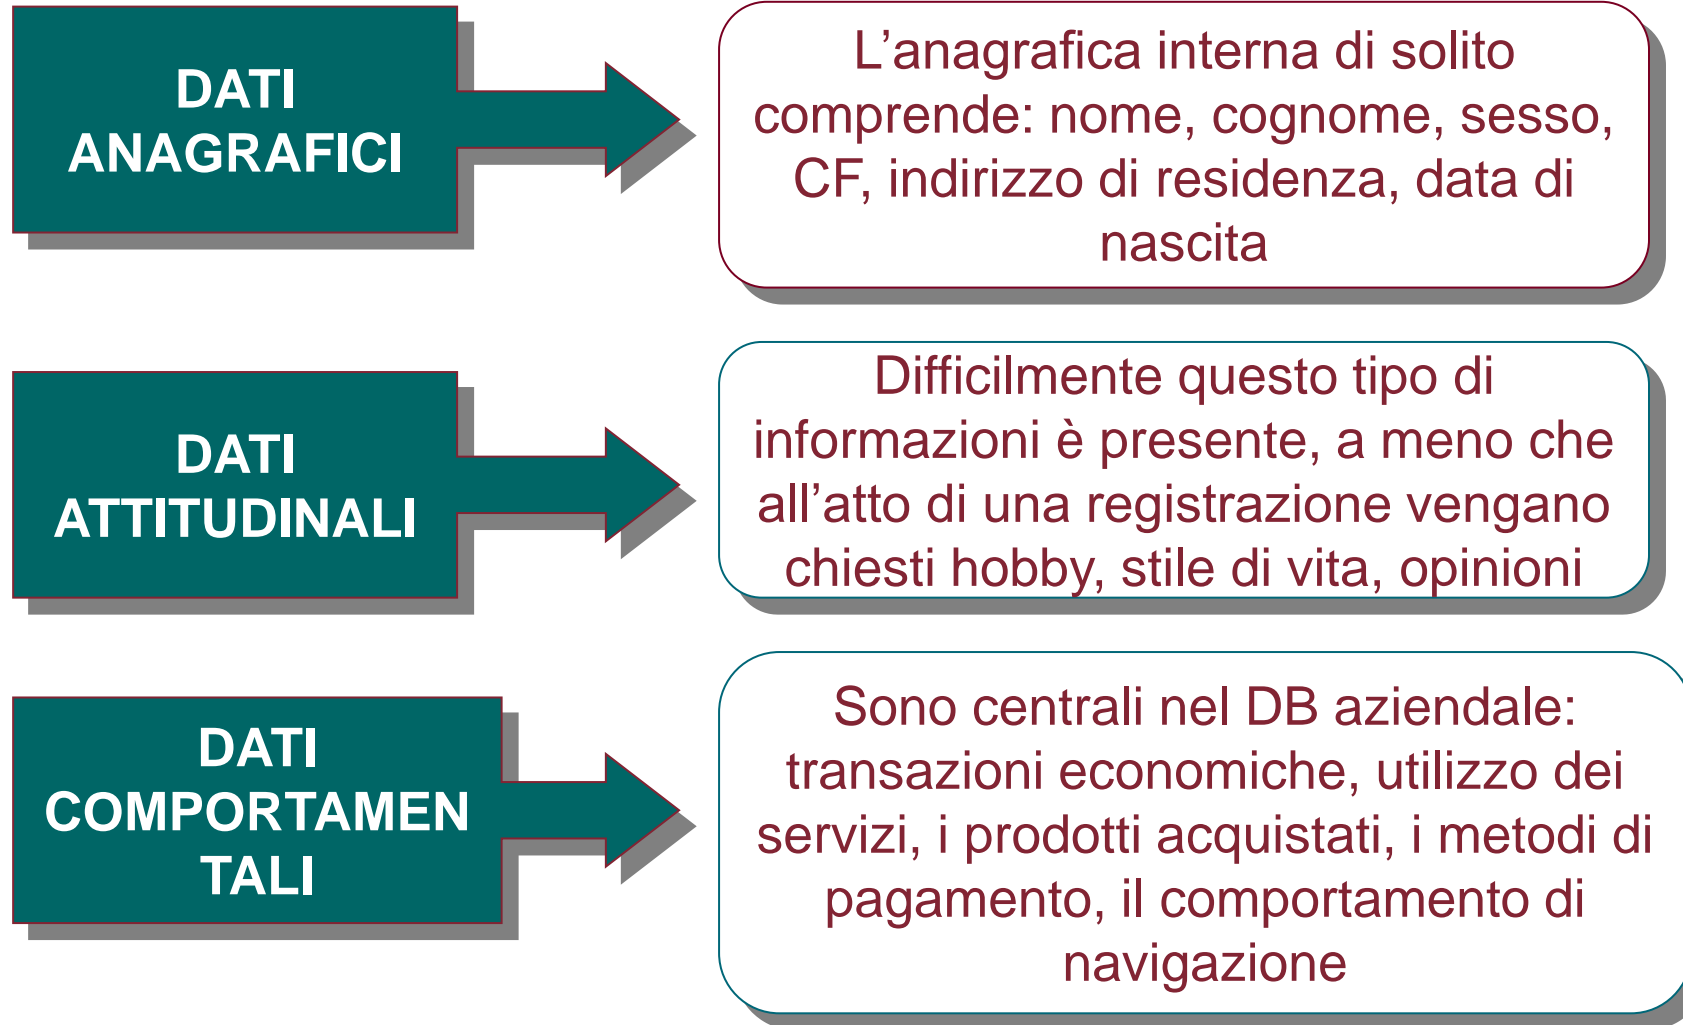 DATI
ANAGRAFICI
L’anagrafica interna di solito
comprende: nome, cognome, sesso,
CF, indirizzo di residenza, data di
nascita
DATI
ATTITUDINALI
Difficilmente questo tipo di
informazioni è presente, a meno che
all’atto di una registrazione vengano
chiesti hobby, stile di vita, opinioni
DATI
COMPORTAMEN
TALI
Sono centrali nel DB aziendale:
transazioni economiche, utilizzo dei
servizi, i prodotti acquistati, i metodi di
pagamento, il comportamento di
navigazione